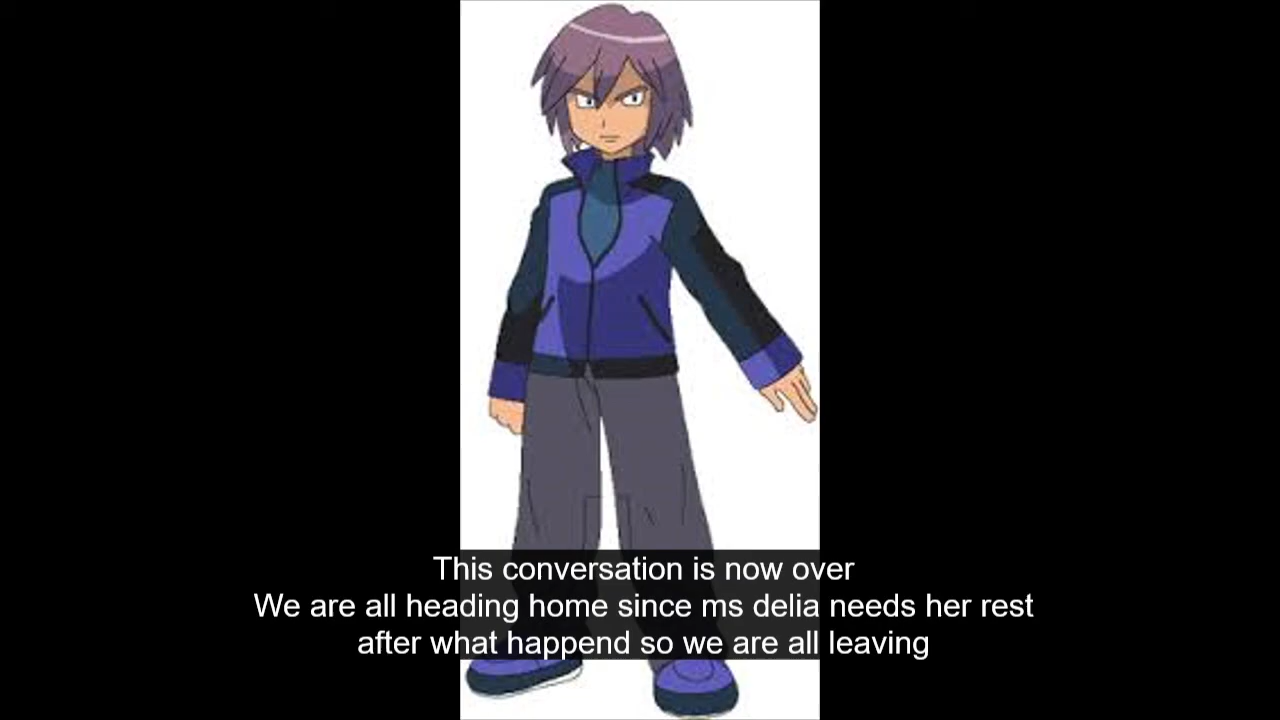 This conversation is now over
We are all heading home since ms delia needs her rest
after what happend so we are all leaving